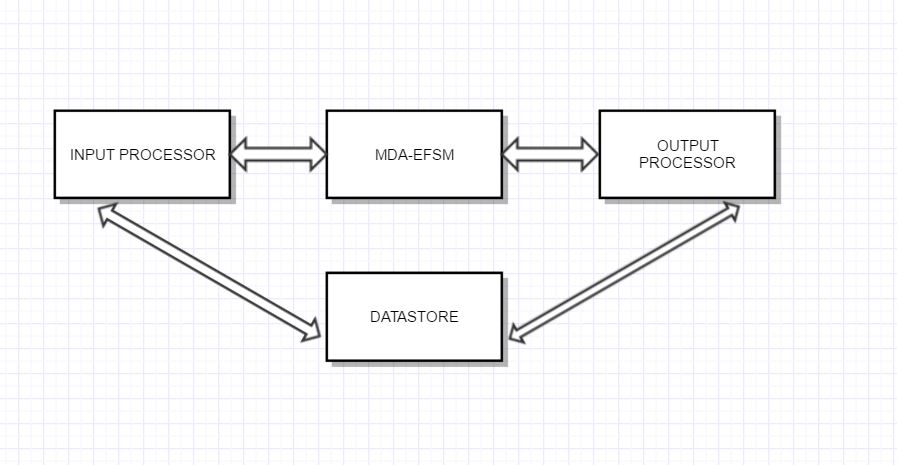 INPUT PROCESSOR
MDA-EFSM
OUTPUT
PROCESSOR
DATASTORE